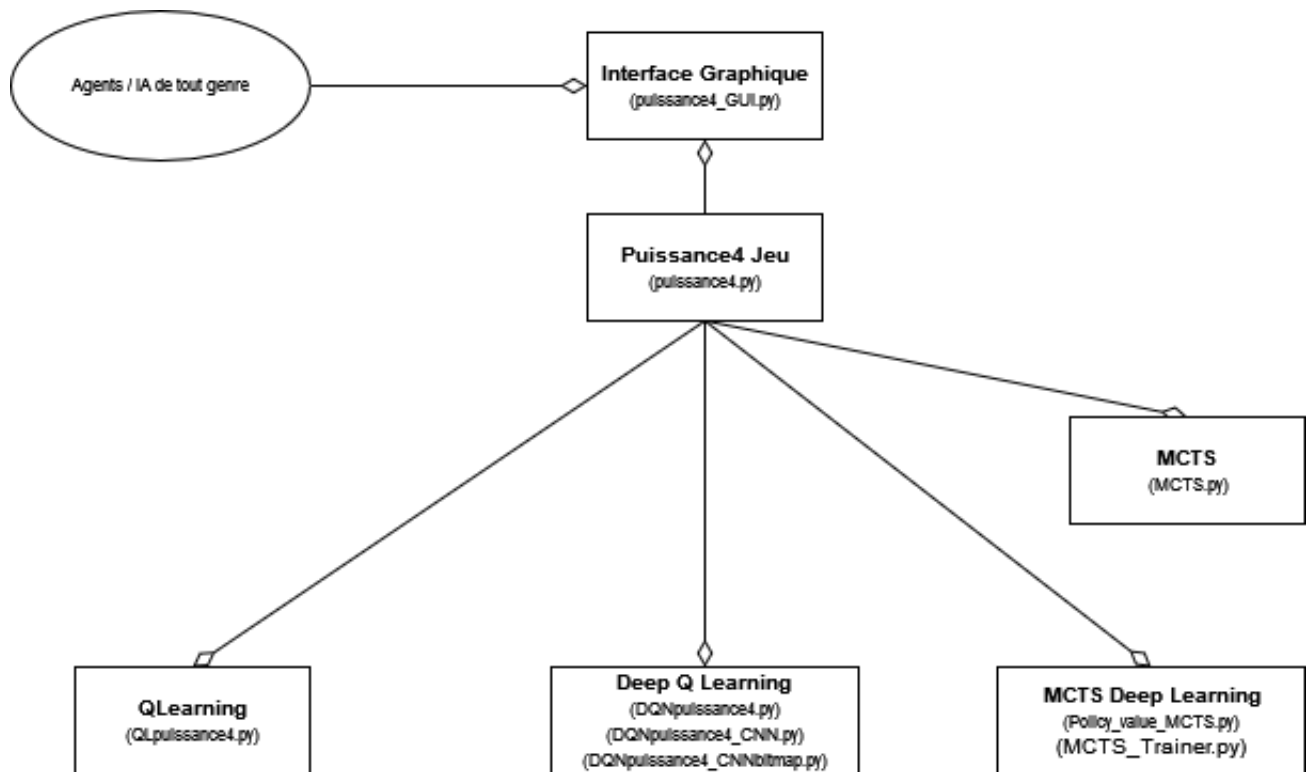 Agents / IA de tout genre
Interface Graphique
(puissance4_GUI.py)
Puissance4 Jeu
(puissance4.py)
MCTS
(MCTS.py)
QLearning
(QLpuissance4.py)
Deep Q Learning
(DQNpuissance4.py)
(DQNpuissance4_CNN.py)
(DQNpuissance4_CNNbitmap.py)
MCTS Deep Learning
(Policy_value_MCTS.py)
(MCTS_Trainer.py)